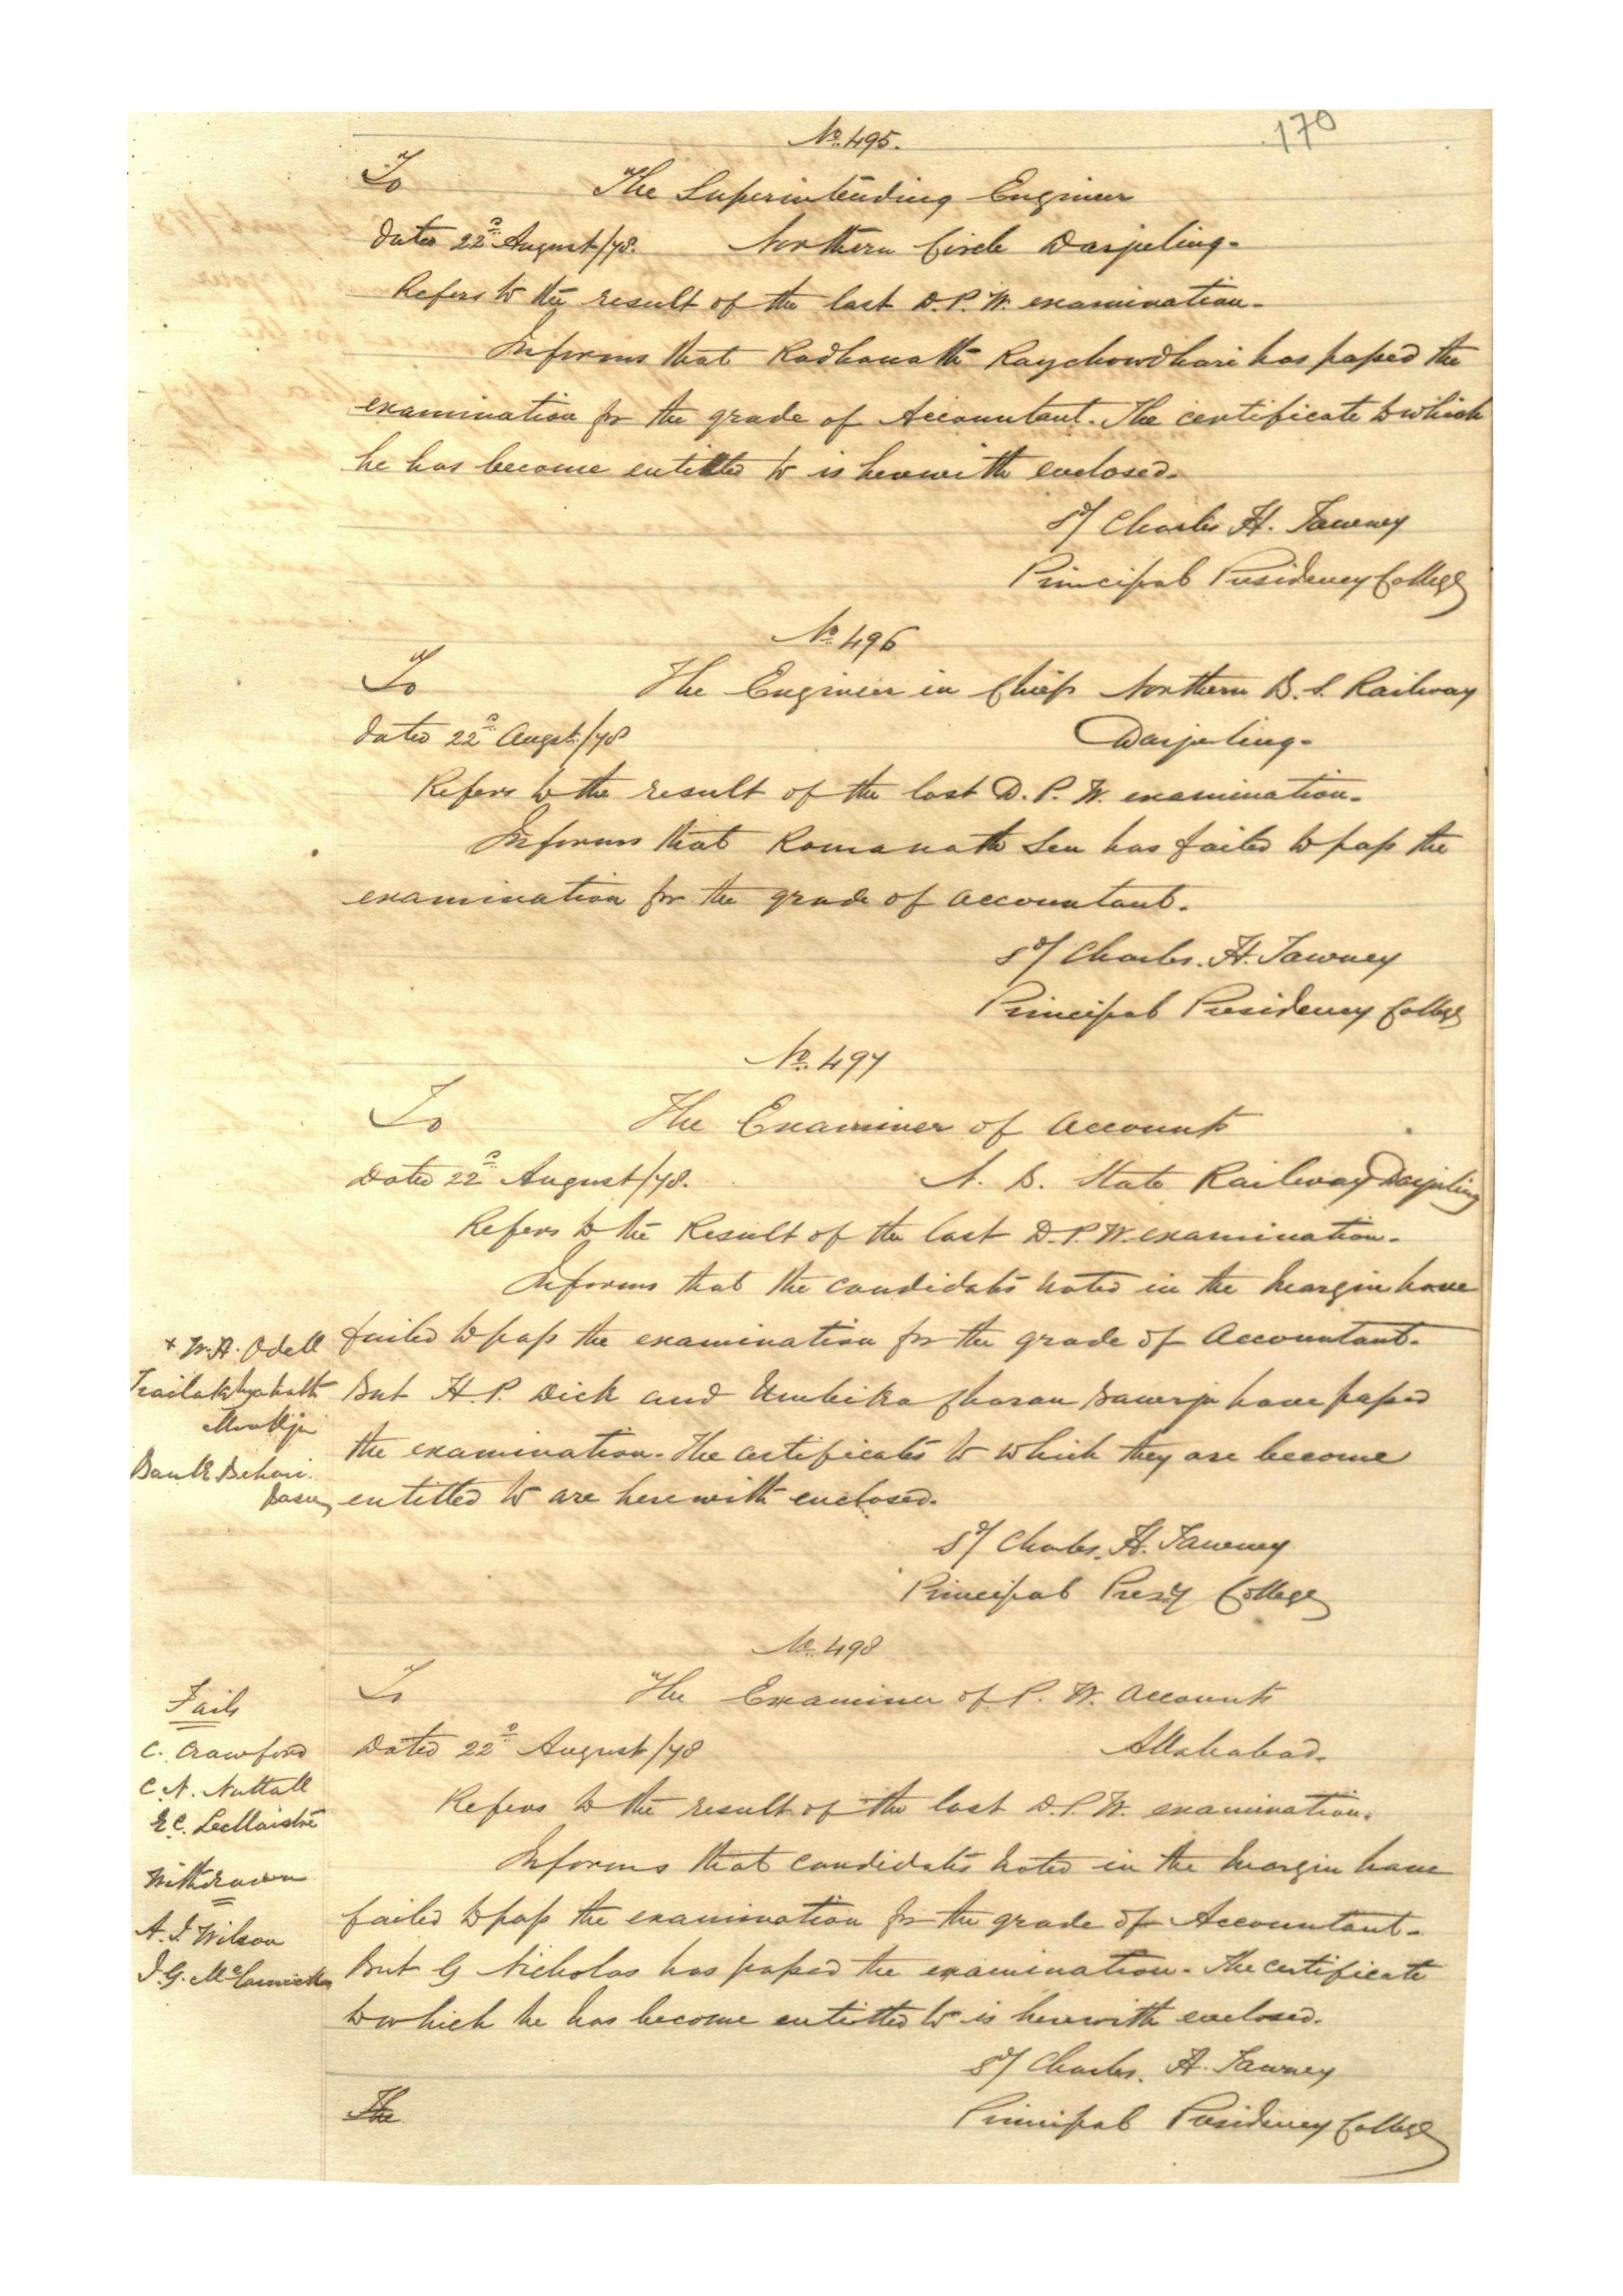 170
No. 495.
To The Superintending Engineer
dated 22d August/78. Northern Circle Darjeeling.
Refers to the result of the last D.P.W. examination.
Informs that Radhanath Raychowdhari has passed the
examination for the grade of Accountant. The certificate to which
he has become entitled to is herewith enclosed.
Sd/ Charles H. Tawney
Principal Presidency College
No. 496
To The Engineer in Chief Northern B. S. Railway
dated 22d Augst./78 Darjeeling.
Refers to the result of the last D. P. W. examination.
Informs that Romanath Sen has failed to pass the
examination for the grade of accountant.
Sd/ Charles. H. Tawney
Principal Presidency College
No. 497
To The Examiner of Accounts
Dated 22d August/78. N. B. State Railway Darjeeling
Refers to the Result of the last D.P.W. examination.
Informs that the candidates noted in the margin have
+ W.H. Odell failed to pass the examination for the grade of Accountant.
Trailakhyanath But H. P. Dick and Umbika Charan Banerje have passed
Mookije the examination. The certificates to which they are become
Bank Behari
Basu entitled to are herewith enclosed.
Sd/ Charles. H. Tawney
Principal Presy College
No. 498
To The Examiner of P. W. Accounts
Fails
C. Crawford Dated 22d August/78 Allahabad.
C. N. Nuttall
E.C. LeMaistre Refers to the result of the last D.P.W. examination.
Withdrawn Informs that candidates noted in the margin have
A. J Wilson failed to pass the examination for the grade of Accountant.
J. G. But G Nicholas has passed the examination. The certificate
to which he has become entitled to is herewith enclosed.
Sd/ Charles. H. Tawney
The Principal Presidency College